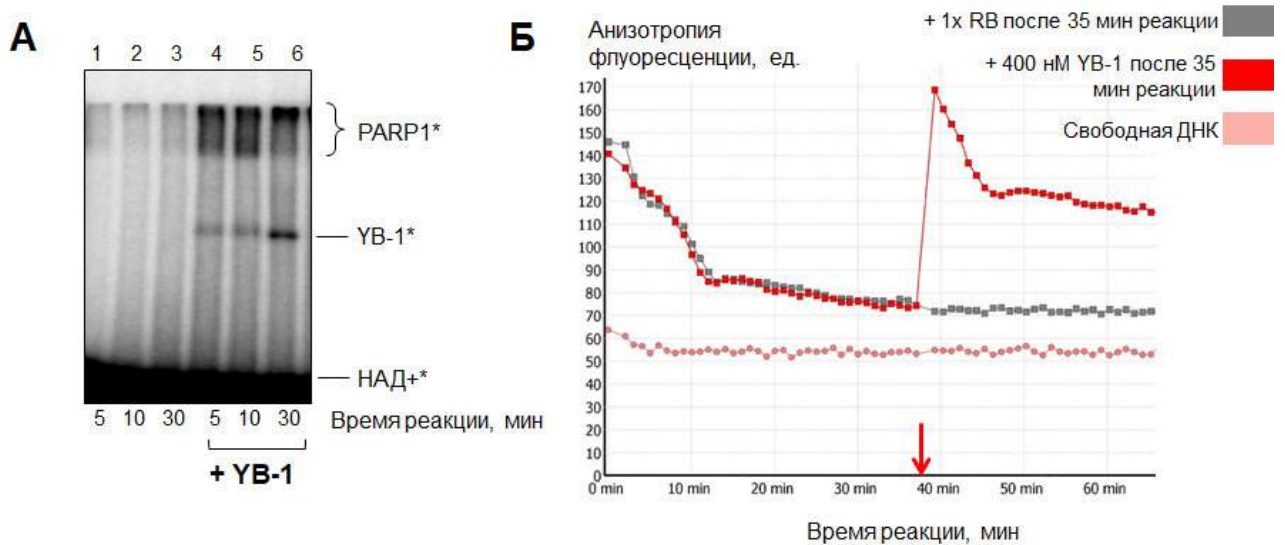 А
1 2 3 4 5 6
PARP1*
YB-1*
НАД+*
5 10 30 5 10 30 Время реакции, мин
+ YB-1
Б
Анизотропия
флуоресценции, ед.
+ 1x RB после 35 мин реакции
+ 400 нМ YB-1 после 35
мин реакции
Свободная ДНК
170
160
150
140
130
120
110
100
90
80
70
60
50
40
30
20
10
0
0 min 10 min 20 min 30 min 40 min 50 min 60 min
Время реакции, мин